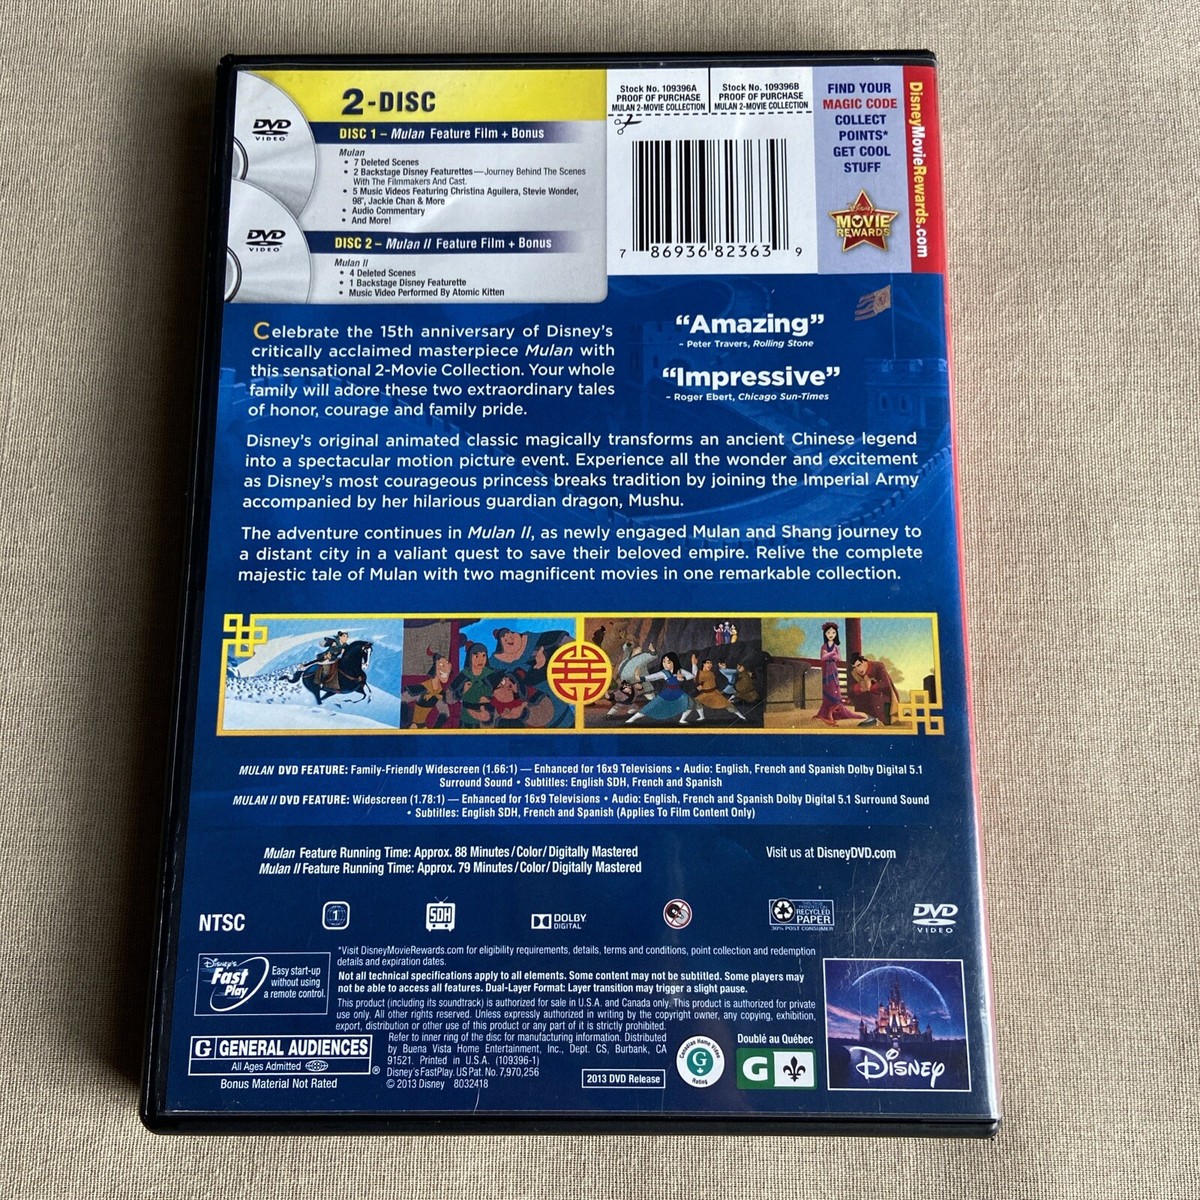 2-DISC
DVD
VIDEO
DISC 1 – Mulan Feature Film + Bonus
Mulan
• 7 Deleted Scenes
• 2 Backstage Disney Featurettes—Journey Behind The Scenes
With The Filmmakers And Cast.
• 5 Music Videos Featuring Christina Aguilera, Stevie Wonder,
98°, Jackie Chan & More
• Audio Commentary
• And More!
DVD
VIDEO
DISC 2 – Mulan II Feature Film + Bonus
Mulan II
• 4 Deleted Scenes
• 1 Backstage Disney Featurette
• Music Video Performed By Atomic Kitten
Stock No. 109396A
PROOF OF PURCHASE
MULAN 2-MOVIE COLLECTION
Stock No. 109396B
PROOF OF PURCHASE
MULAN 2-MOVIE COLLECTION
7 86936 82363 9
FIND YOUR
MAGIC CODE
COLLECT
POINTS*
GET COOL
STUFF
Disney
MOVIE
REWARDS
DisneyMovieRewards.com
Celebrate the 15th anniversary of Disney's
critically acclaimed masterpiece Mulan with
this sensational 2-Movie Collection. Your whole
family will adore these two extraordinary tales
of honor, courage and family pride.
“Amazing”
– Peter Travers, Rolling Stone
“Impressive”
– Roger Ebert, Chicago Sun-Times
Disney's original animated classic magically transforms an ancient Chinese legend
into a spectacular motion picture event. Experience all the wonder and excitement
as Disney's most courageous princess breaks tradition by joining the Imperial Army
accompanied by her hilarious guardian dragon, Mushu.
The adventure continues in Mulan II, as newly engaged Mulan and Shang journey to
a distant city in a valiant quest to save their beloved empire. Relive the complete
majestic tale of Mulan with two magnificent movies in one remarkable collection.
MULAN DVD FEATURE: Family-Friendly Widescreen (1.66:1) — Enhanced for 16x9 Televisions • Audio: English, French and Spanish Dolby Digital 5.1
Surround Sound • Subtitles: English SDH, French and Spanish
MULAN II DVD FEATURE: Widescreen (1.78:1) — Enhanced for 16x9 Televisions • Audio: English, French and Spanish Dolby Digital 5.1 Surround Sound
• Subtitles: English SDH, French and Spanish (Applies To Film Content Only)
Mulan Feature Running Time: Approx. 88 Minutes/Color/Digitally Mastered
Mulan II Feature Running Time: Approx. 79 Minutes/Color/Digitally Mastered
Visit us at DisneyDVD.com
NTSC
1
SDH
DOLBY
DIGITAL
RECYCLED
PAPER
30% POST CONSUMER
DVD
VIDEO
Disney's
Fast
Play
Easy start-up
without using
a remote control.
*Visit DisneyMovieRewards.com for eligibility requirements, details, terms and conditions, point collection and redemption
details and expiration dates.
Not all technical specifications apply to all elements. Some content may not be subtitled. Some players may
not be able to access all features. Dual-Layer Format: Layer transition may trigger a slight pause.
This product (including its soundtrack) is authorized for sale in U.S.A. and Canada only. This product is authorized for private
use only. All other rights reserved. Unless expressly authorized in writing by the copyright owner, any copying, exhibition,
export, distribution or other use of this product or any part of it is strictly prohibited.
Refer to inner ring of the disc for manufacturing information. Distributed
by Buena Vista Home Entertainment, Inc., Dept. CS, Burbank, CA
91521. Printed in U.S.A. (109396-1)
Disney's FastPlay. US Pat. No. 7,970,256
© 2013 Disney 8032418
G GENERAL AUDIENCES
All Ages Admitted
®
Bonus Material Not Rated
2013 DVD Release
Canadian Home Video
G
Rating
Doublé au Québec
G
Disney